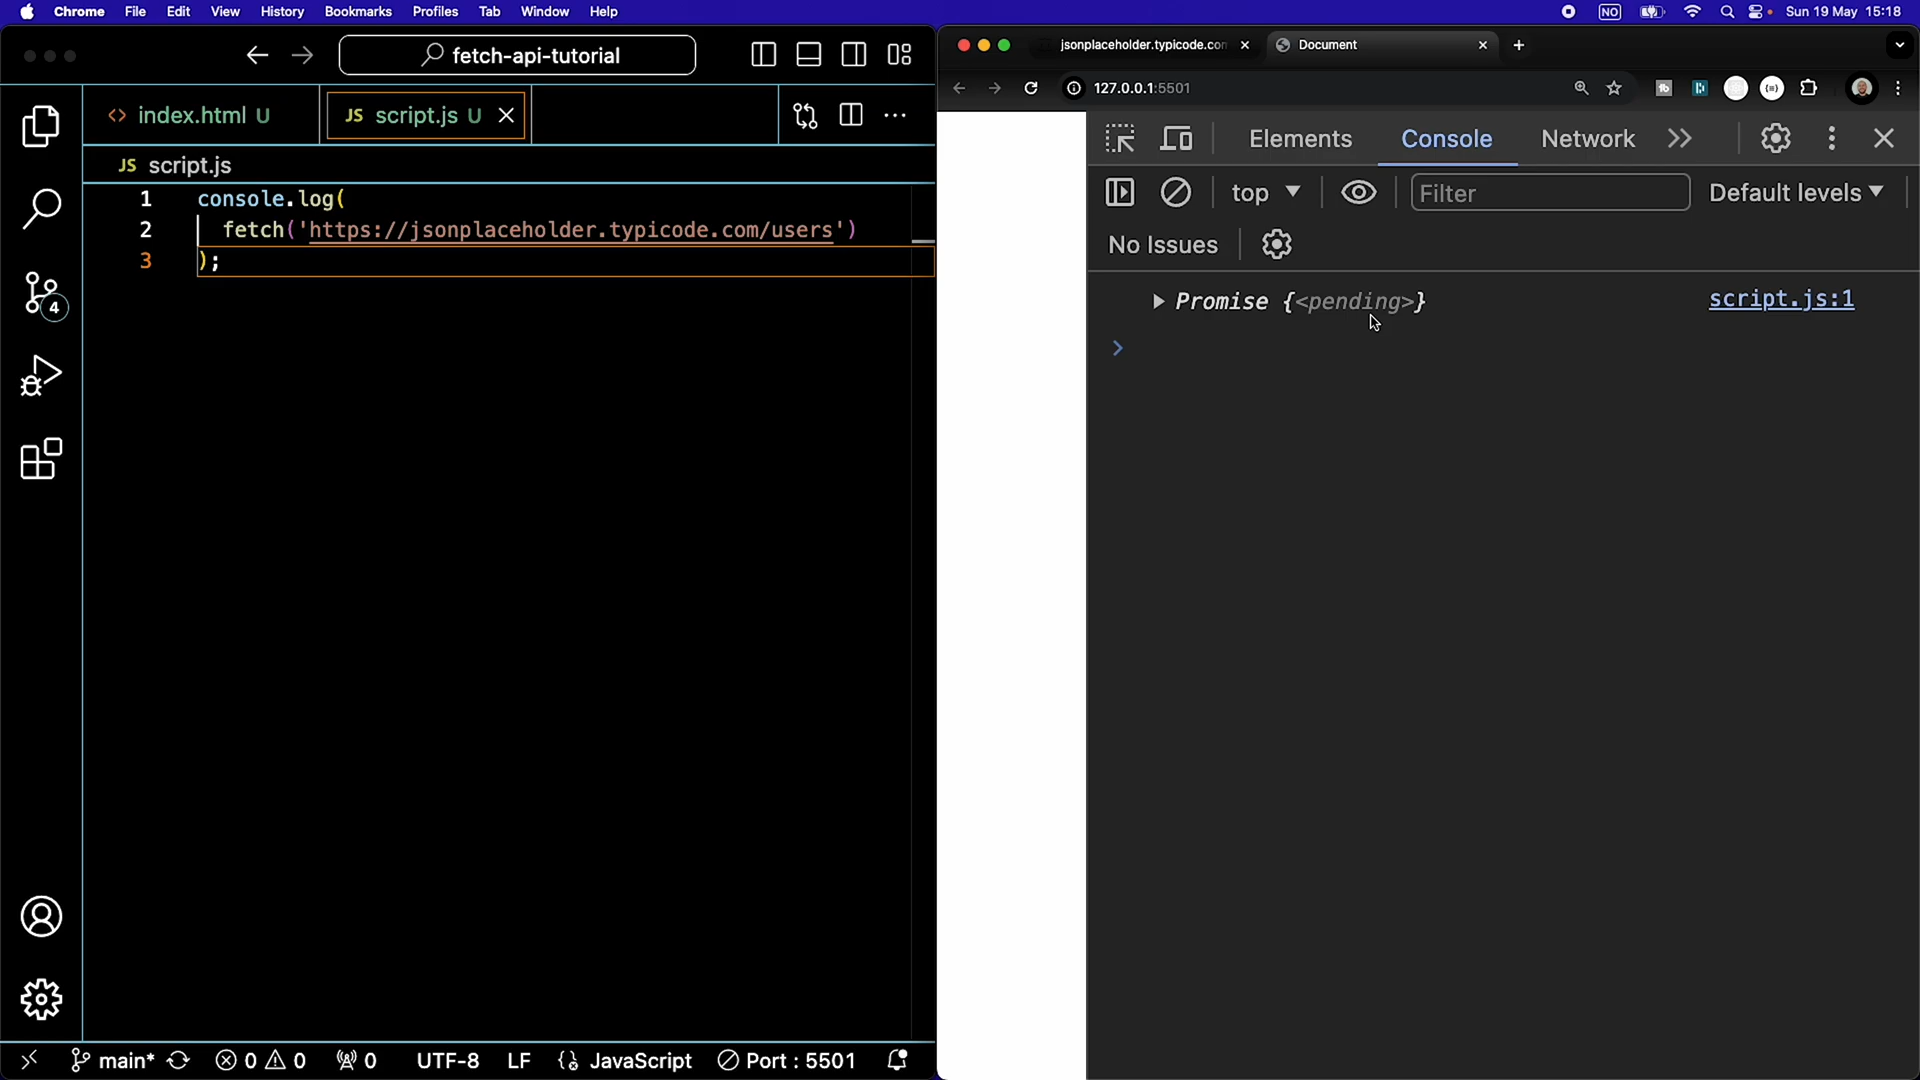 Chrome File Edit View History Bookmarks Profiles Tab Window Help
NO
Sun 19 May 15:18
fetch-api-tutorial
<> index.html U
JS script.js U
JS script.js
1 console.log(
2 fetch('https://jsonplaceholder.typicode.com/users')
3 );
4
main* 0 0 0 UTF-8 LF JavaScript Port : 5501
jsonplaceholder.typicode.con
Document
127.0.0.1:5501
Elements Console Network
top Filter Default levels
No Issues
Promise {<pending>} script.js:1